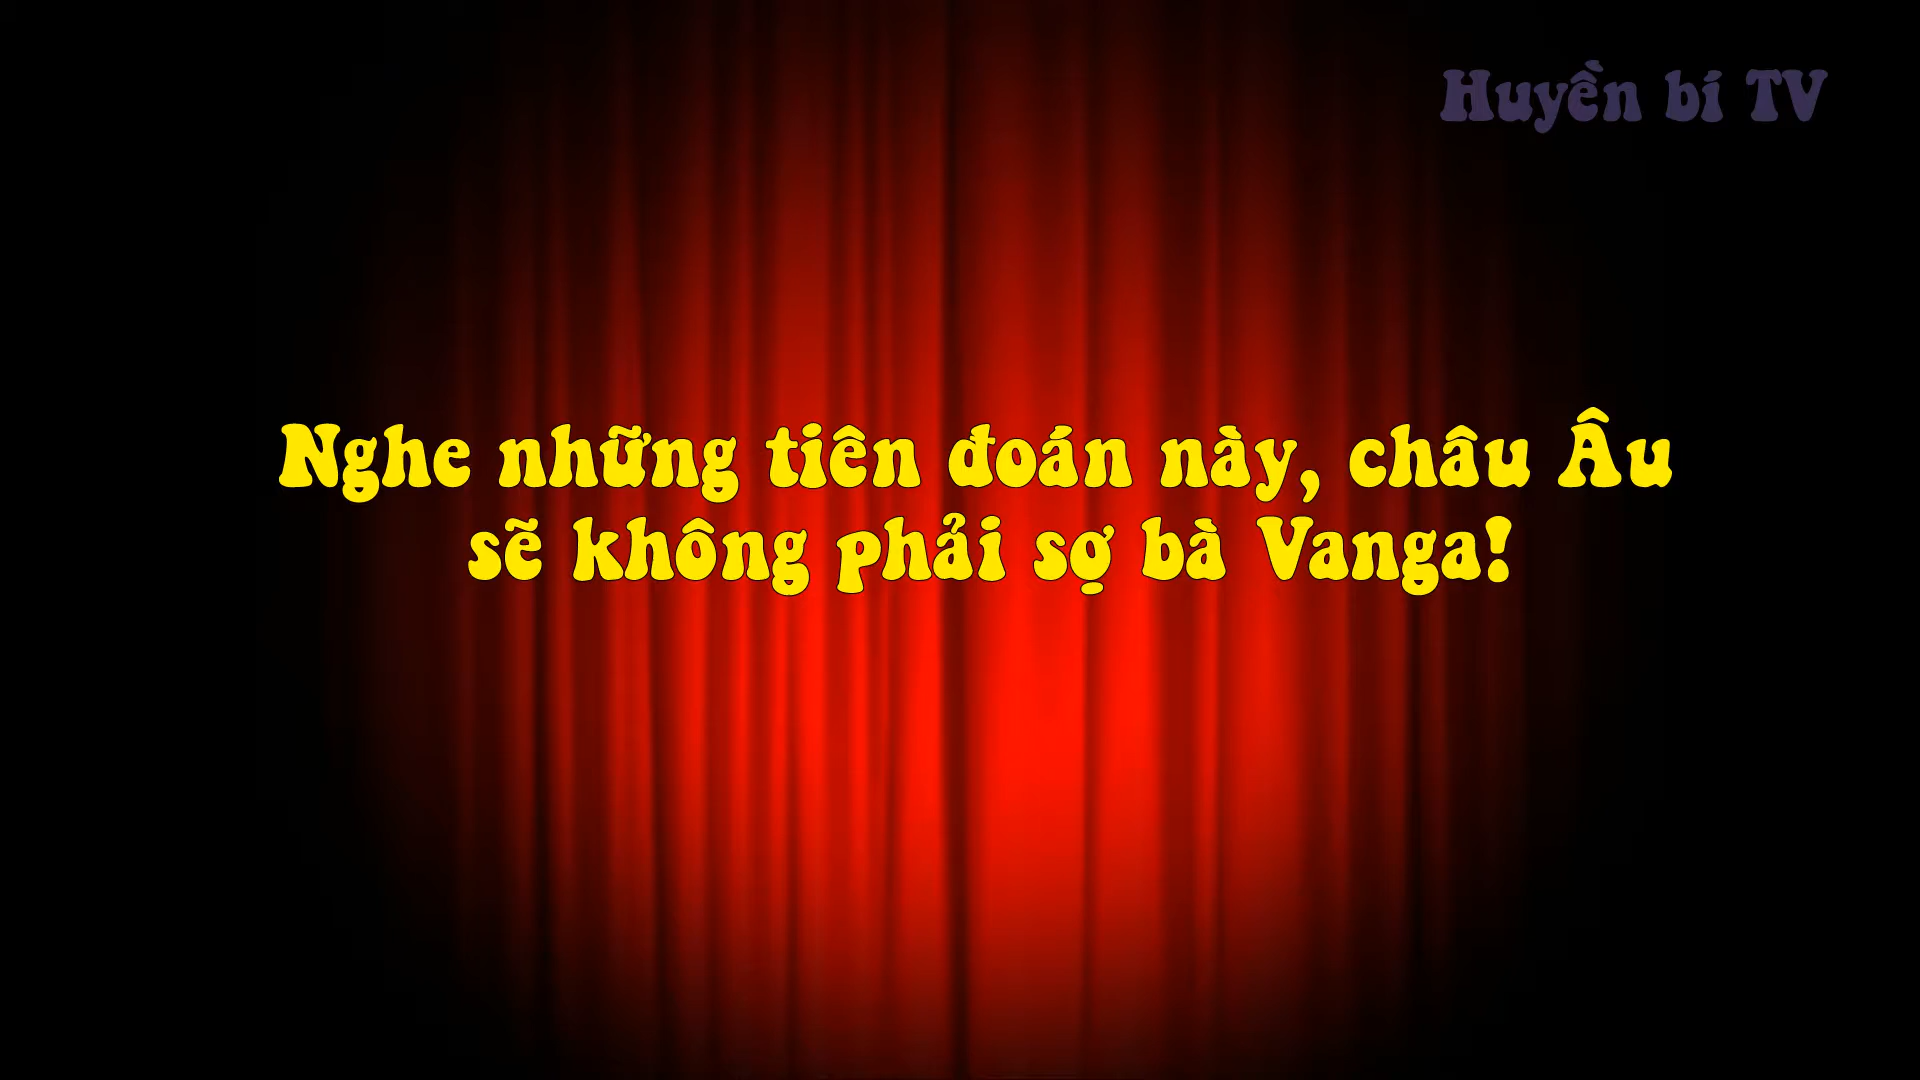 Huyền bí TV
Nghe những tiên đoán này, châu Âu
sẽ không phải sợ bà Vanga!